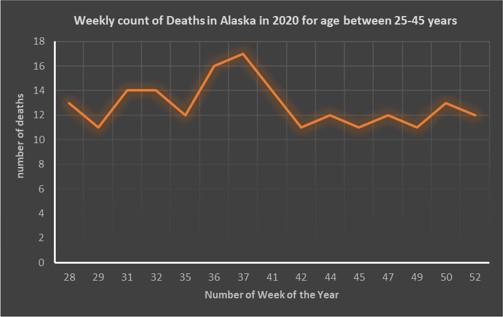 Weekly count of Deaths in Alaska in 2020 for age between 25-45 years
18
16
14
12
10
8
6
4
2
0
number of deaths
28 29 31 32 35 36 37 41 42 44 45 47 49 50 52
Number of Week of the Year